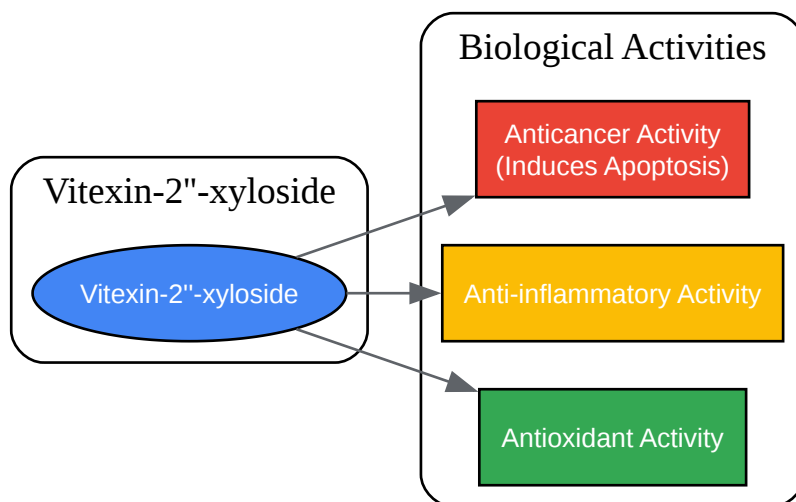 Biological Activities
Anticancer Activity
(Induces Apoptosis)
Vitexin-2"-xyloside
Vitexin-2"-xyloside
Anti-inflammatory Activity
Antioxidant Activity